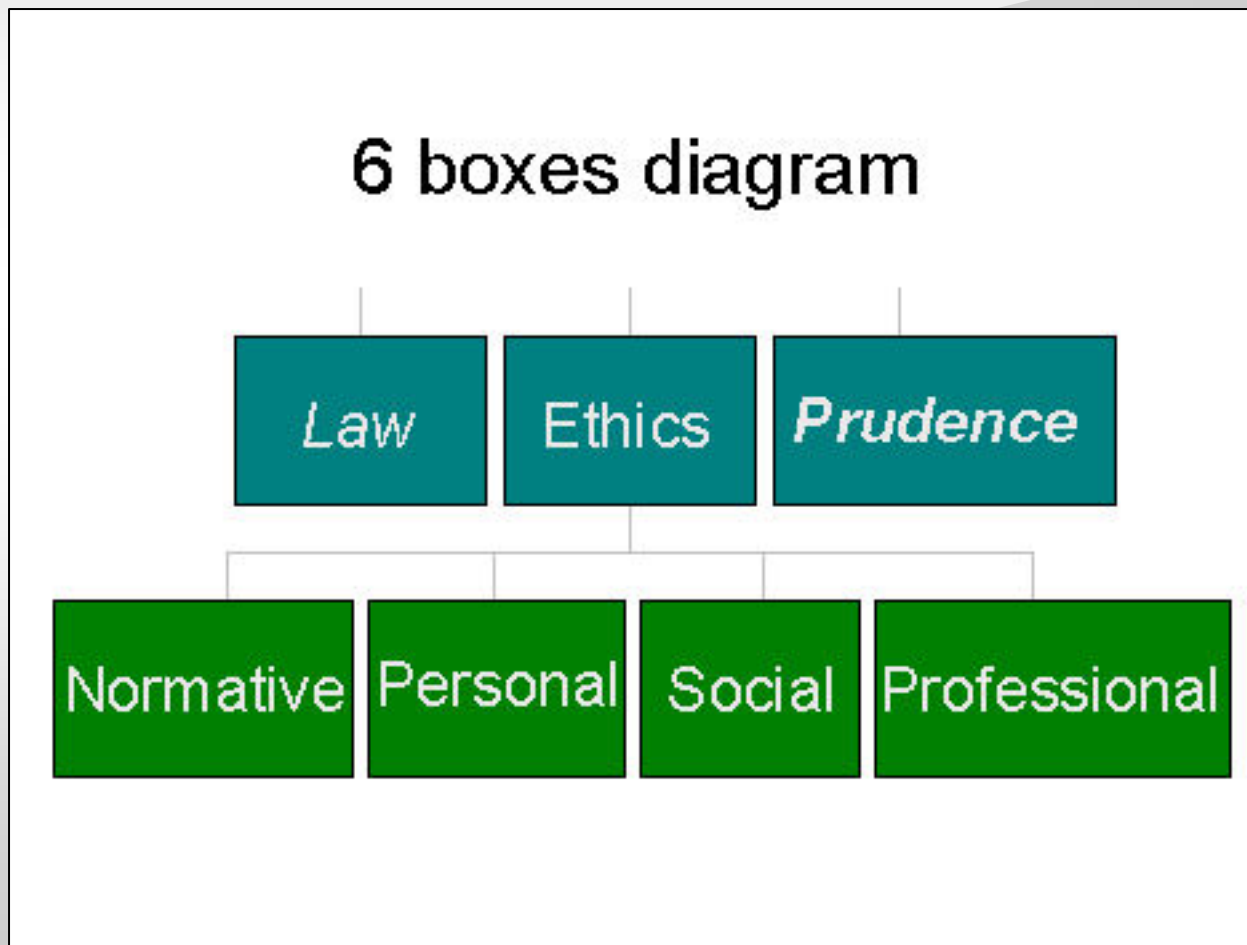 6 boxes diagram
Law Ethics Prudence
Normative Personal Social Professional